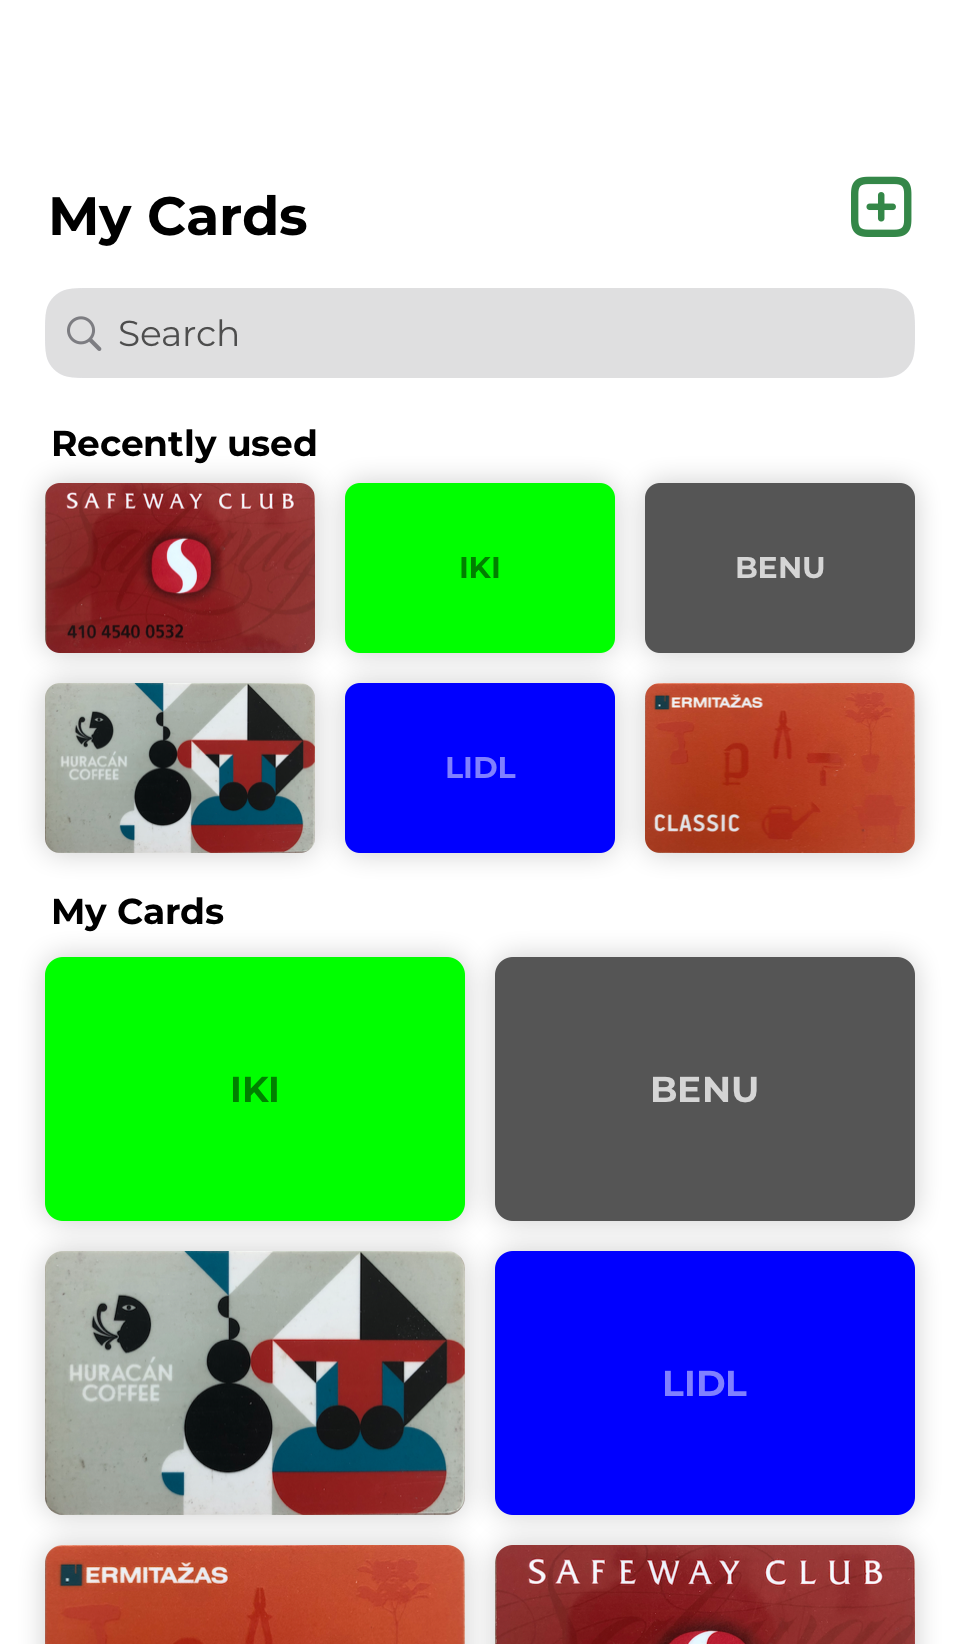 My Cards
Search
Recently used
SAFEWAY CLUB
410 4540 0532
IKI
BENU
HURACÁN
COFFEE
LIDL
ERMITAŽAS
CLASSIC
My Cards
IKI
BENU
HURACÁN
COFFEE
LIDL
ERMITAŽAS
SAFEWAY CLUB